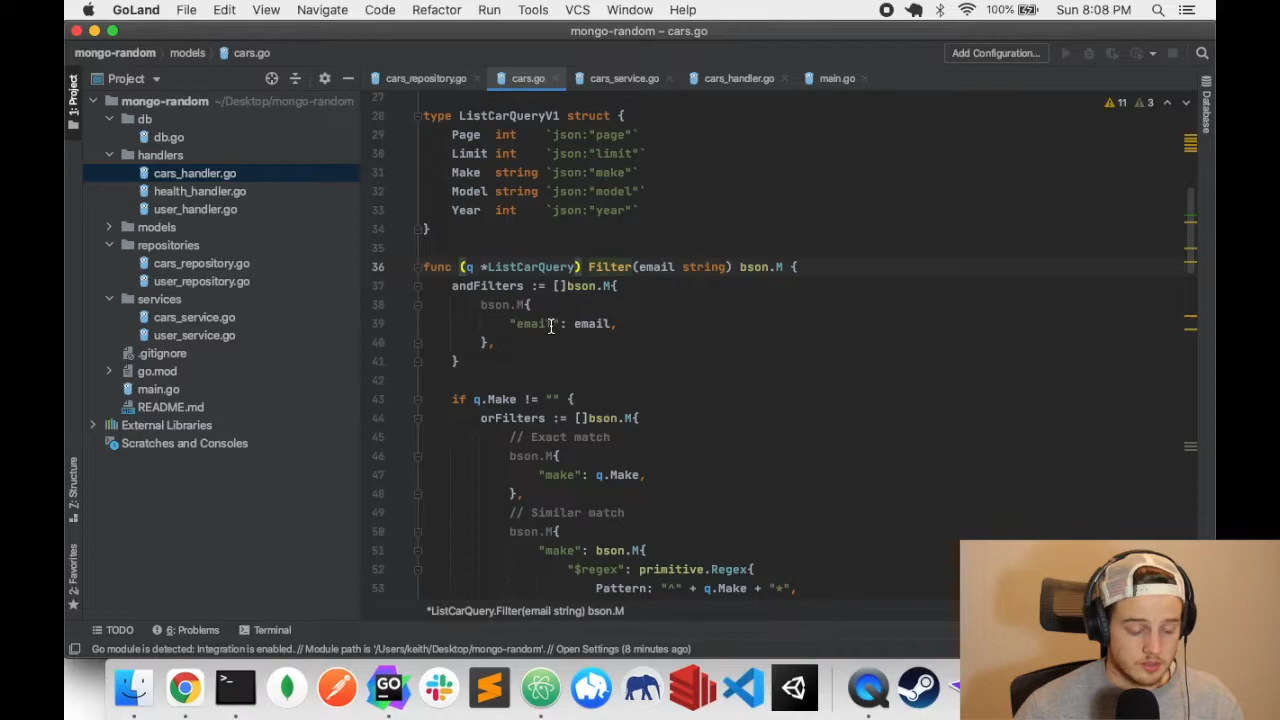 GoLand File Edit View Navigate Code Refactor Run Tools VCS Window Help 100% Sun 8:08 PM
mongo-random – cars.go
mongo-random models cars.go Add Configuration...
1: Project
Project
cars_repository.go cars.go cars_service.go cars_handler.go main.go
mongo-random ~/Desktop/mongo-random
db
db.go
handlers
cars_handler.go
health_handler.go
user_handler.go
models
repositories
cars_repository.go
user_repository.go
services
cars_service.go
user_service.go
.gitignore
go.mod
main.go
README.md
External Libraries
Scratches and Consoles
Z: Structure
2: Favorites
Database
11 3
27
28 type ListCarQueryV1 struct {
29 Page int `json:"page"`
30 Limit int `json:"limit"`
31 Make string `json:"make"`
32 Model string `json:"model"`
33 Year int `json:"year"`
34 }
35
36 func (q *ListCarQuery) Filter(email string) bson.M {
37 andFilters := []bson.M{
38 bson.M{
39 "email": email,
40 },
41 }
42
43 if q.Make != "" {
44 orFilters := []bson.M{
45 // Exact match
46 bson.M{
47 "make": q.Make,
48 },
49 // Similar match
50 bson.M{
51 "make": bson.M{
52 "$regex": primitive.Regex{
53 Pattern: "^" + q.Make + "*",
*ListCarQuery.Filter(email string) bson.M
TODO 6: Problems Terminal
Go module is detected: Integration is enabled. // Module path is '/Users/keith/Desktop/mongo-random'. // Open Settings (8 minutes ago)
GO